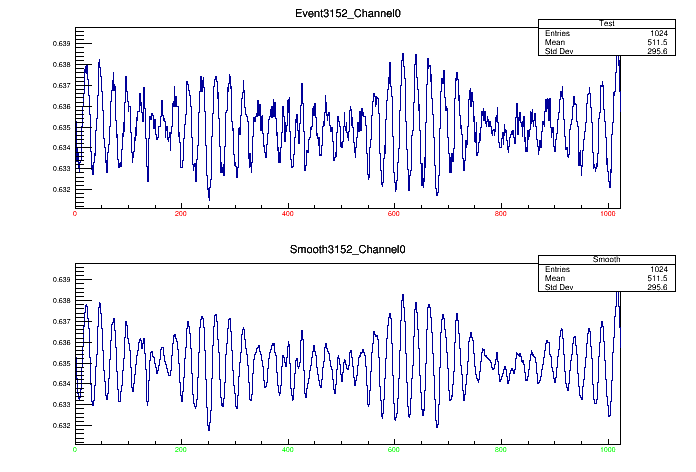 Event3152_Channel0
Test
Entries 1024
Mean 511.5
Std Dev 295.6
0.639
0.638
0.637
0.636
0.635
0.634
0.633
0.632
0 200 400 600 800 1000
Smooth3152_Channel0
Smooth
Entries 1024
Mean 511.5
Std Dev 295.6
0.639
0.638
0.637
0.636
0.635
0.634
0.633
0.632
0 200 400 600 800 1000